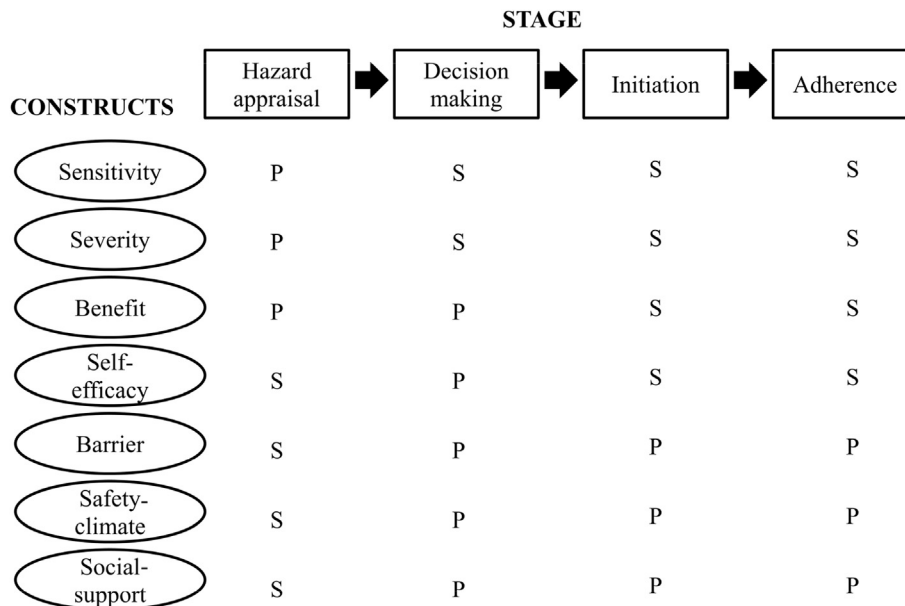 STAGE
Hazard appraisal Decision making Initiation Adherence
CONSTRUCTS
Sensitivity P S S S
Severity P S S S
Benefit P P S S
Self-
efficacy S P S S
Barrier S P P P
Safety-
climate S P P P
Social-
support S P P P